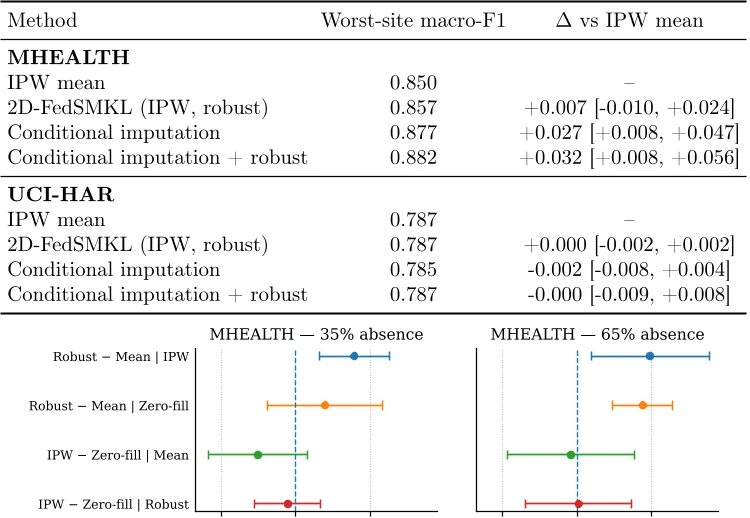 Method Worst-site macro-F1 Δ vs IPW mean
MHEALTH
IPW mean 0.850 –
2D-FedSMKL (IPW, robust) 0.857 +0.007 [-0.010, +0.024]
Conditional imputation 0.877 +0.027 [+0.008, +0.047]
Conditional imputation + robust 0.882 +0.032 [+0.008, +0.056]
UCI-HAR
IPW mean 0.787 –
2D-FedSMKL (IPW, robust) 0.787 +0.000 [-0.002, +0.002]
Conditional imputation 0.785 -0.002 [-0.008, +0.004]
Conditional imputation + robust 0.787 -0.000 [-0.009, +0.008]
MHEALTH — 35% absence MHEALTH — 65% absence
Robust − Mean | IPW
Robust − Mean | Zero-fill
IPW − Zero-fill | Mean
IPW − Zero-fill | Robust